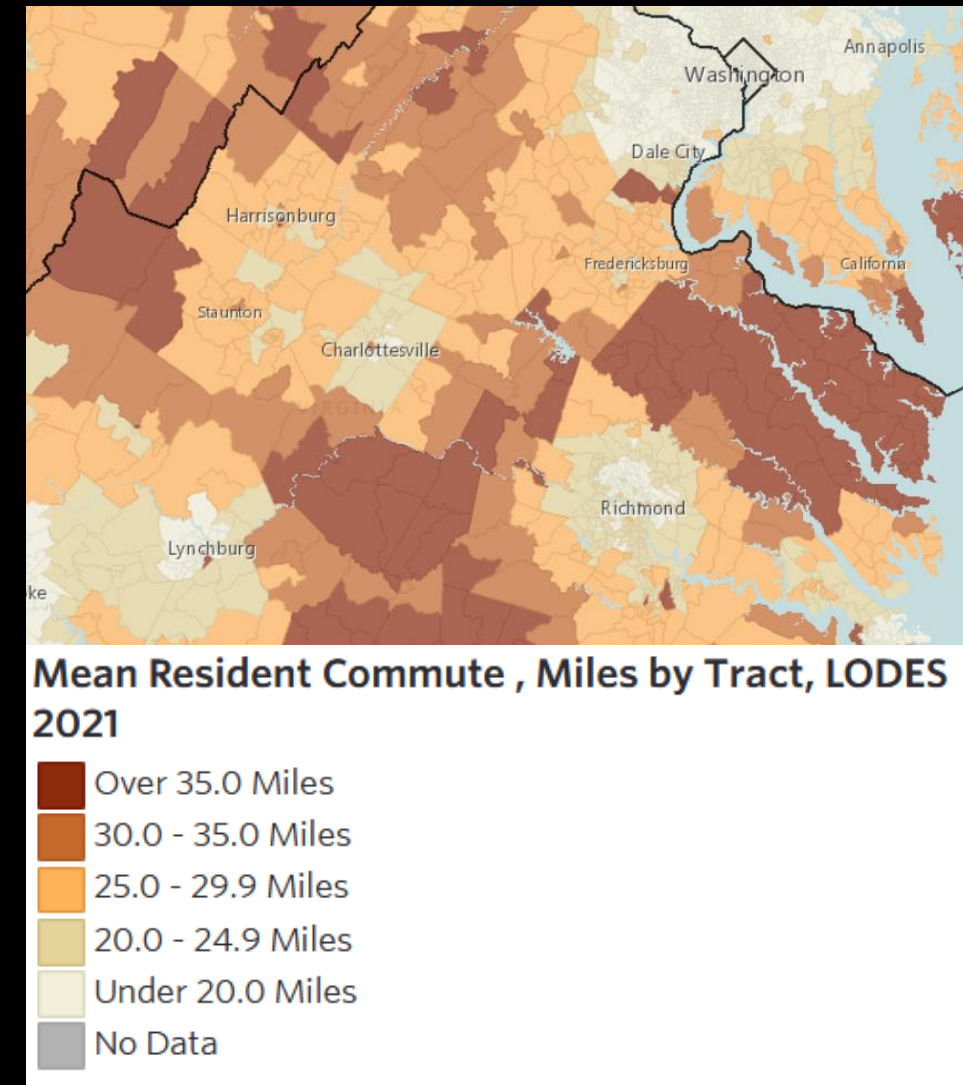 Annapolis
Washington
Dale City
Harrisonburg
Fredericksburg
California
Staunton
Charlottesville
VIRGINIA
Richmond
Lynchburg
ke
Mean Resident Commute , Miles by Tract, LODES
2021
Over 35.0 Miles
30.0 - 35.0 Miles
25.0 - 29.9 Miles
20.0 - 24.9 Miles
Under 20.0 Miles
No Data